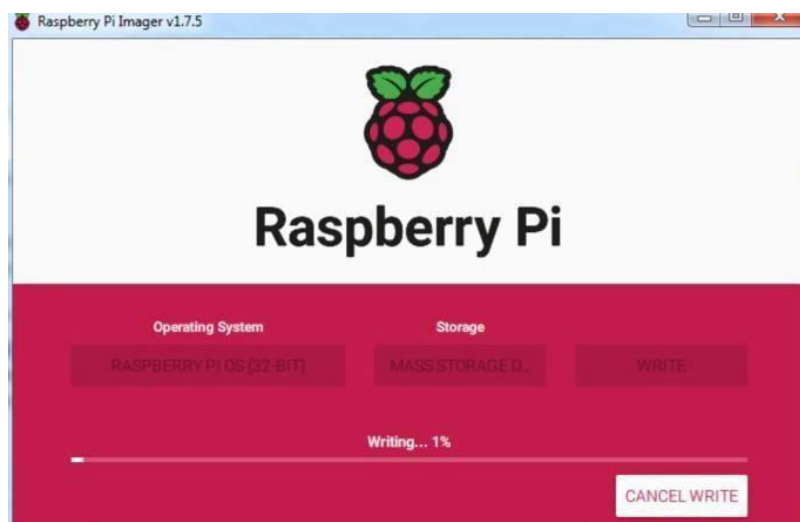 Raspberry Pi Imager v1.7.5
Raspberry Pi
Operating System
Storage
RASPBERRY PI OS (32-BIT)
MASS STORAGE D...
WRITE
Writing... 1%
CANCEL WRITE